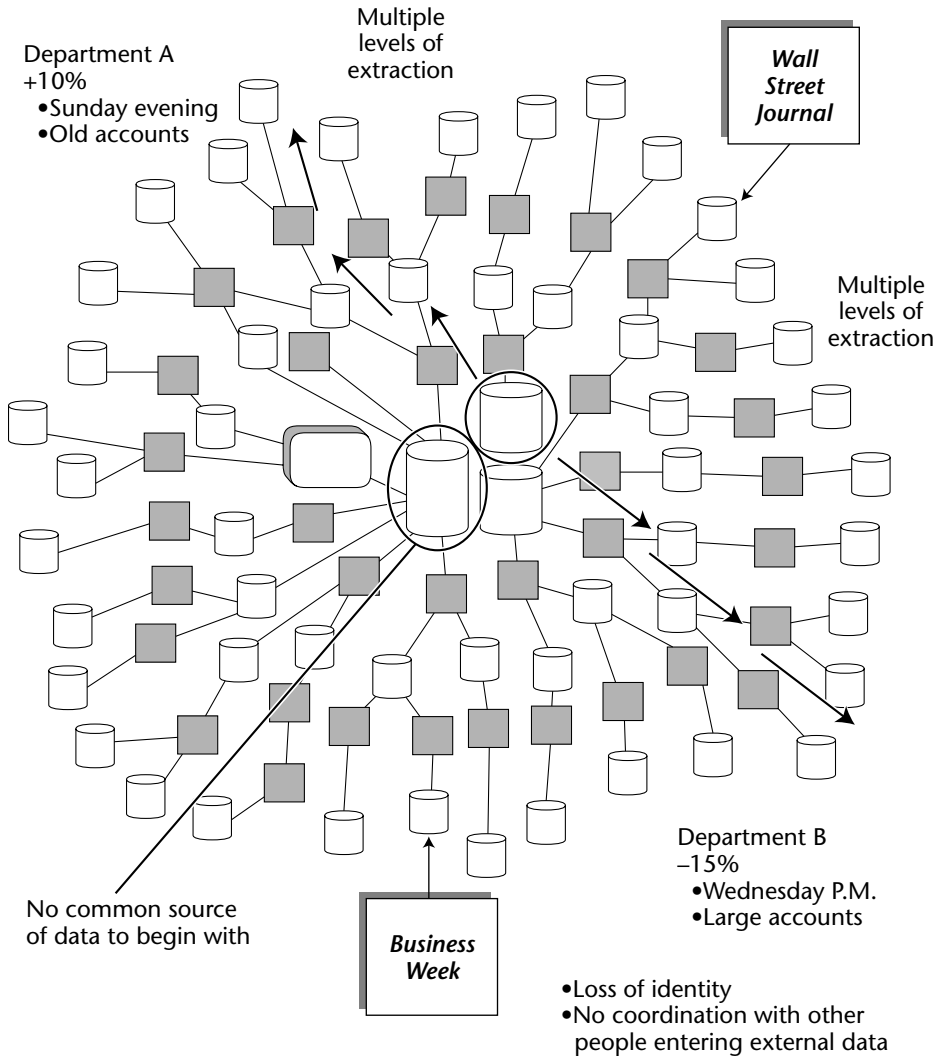 Department A
+10%
•Sunday evening
•Old accounts
Multiple
levels of
extraction
Wall
Street
Journal
Multiple
levels of
extraction
No common source
of data to begin with
Business
Week
Department B
–15%
•Wednesday P.M.
•Large accounts
•Loss of identity
•No coordination with other
people entering external data